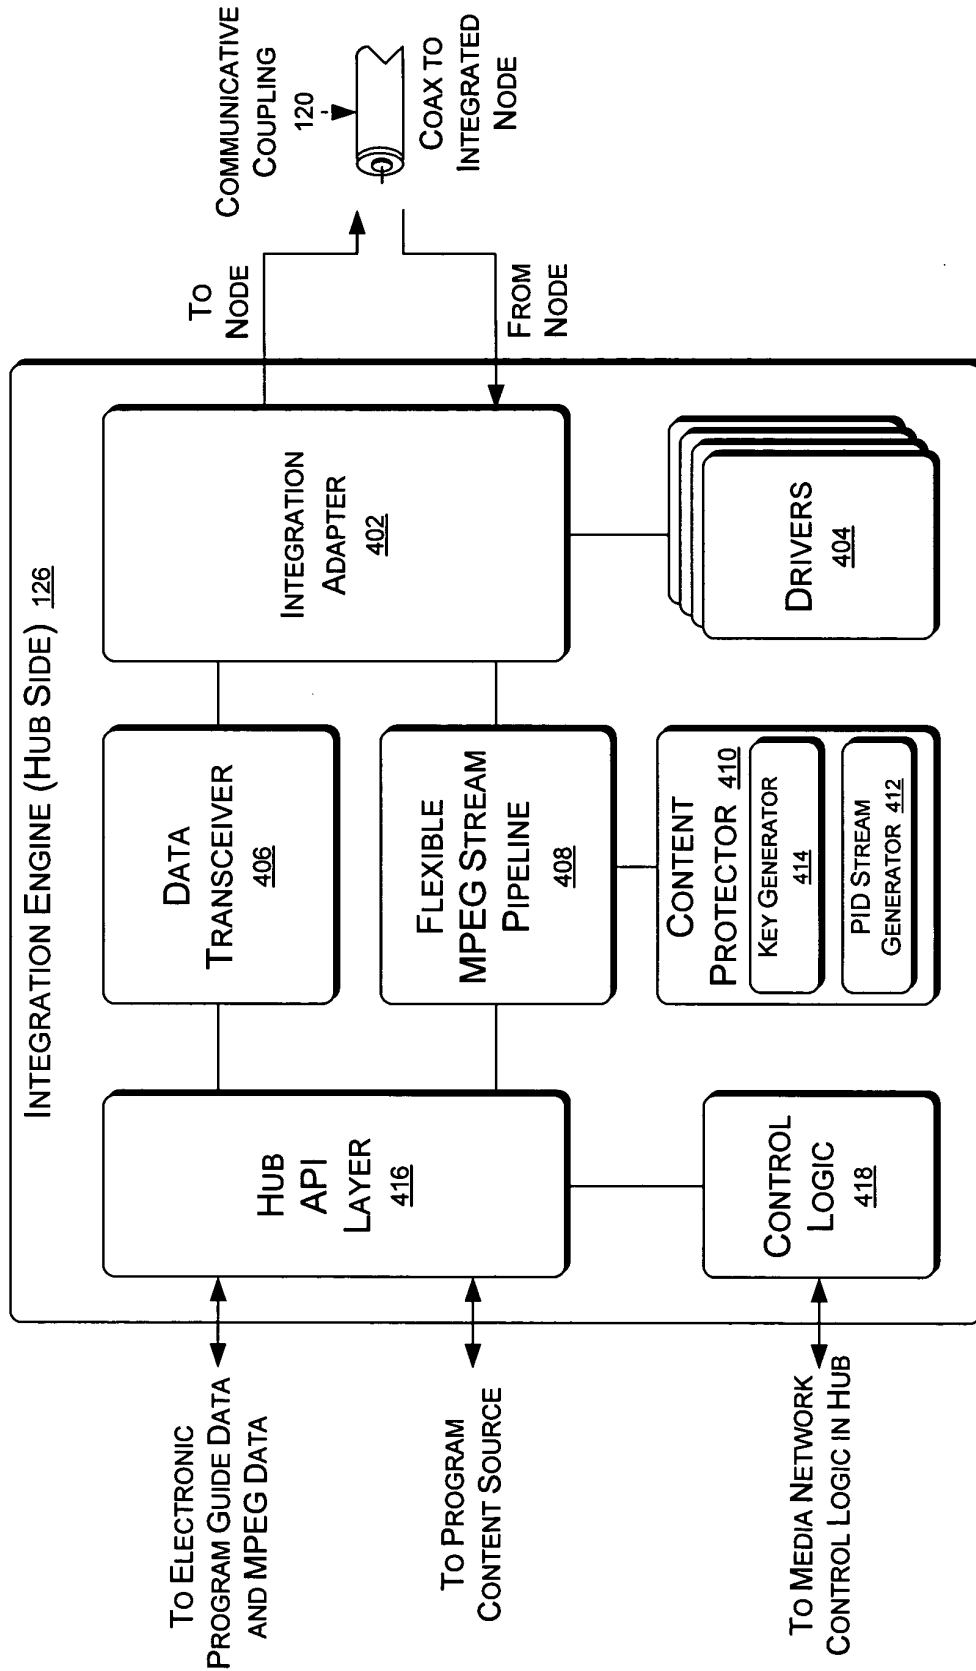 INTEGRATION ENGINE (HUB SIDE) 126
TO ELECTRONIC
PROGRAM GUIDE DATA
AND MPEG DATA
TO PROGRAM
CONTENT SOURCE
TO MEDIA NETWORK
CONTROL LOGIC IN HUB
HUB
API
LAYER
416
CONTROL
LOGIC
418
DATA
TRANSCEIVER
406
FLEXIBLE
MPEG STREAM
PIPELINE
408
CONTENT
PROTECTOR 410
KEY GENERATOR
414
PID STREAM
GENERATOR 412
INTEGRATION
ADAPTER
402
DRIVERS
404
TO
NODE
FROM
NODE
COMMUNICATIVE
COUPLING
120
COAX TO
INTEGRATED
NODE